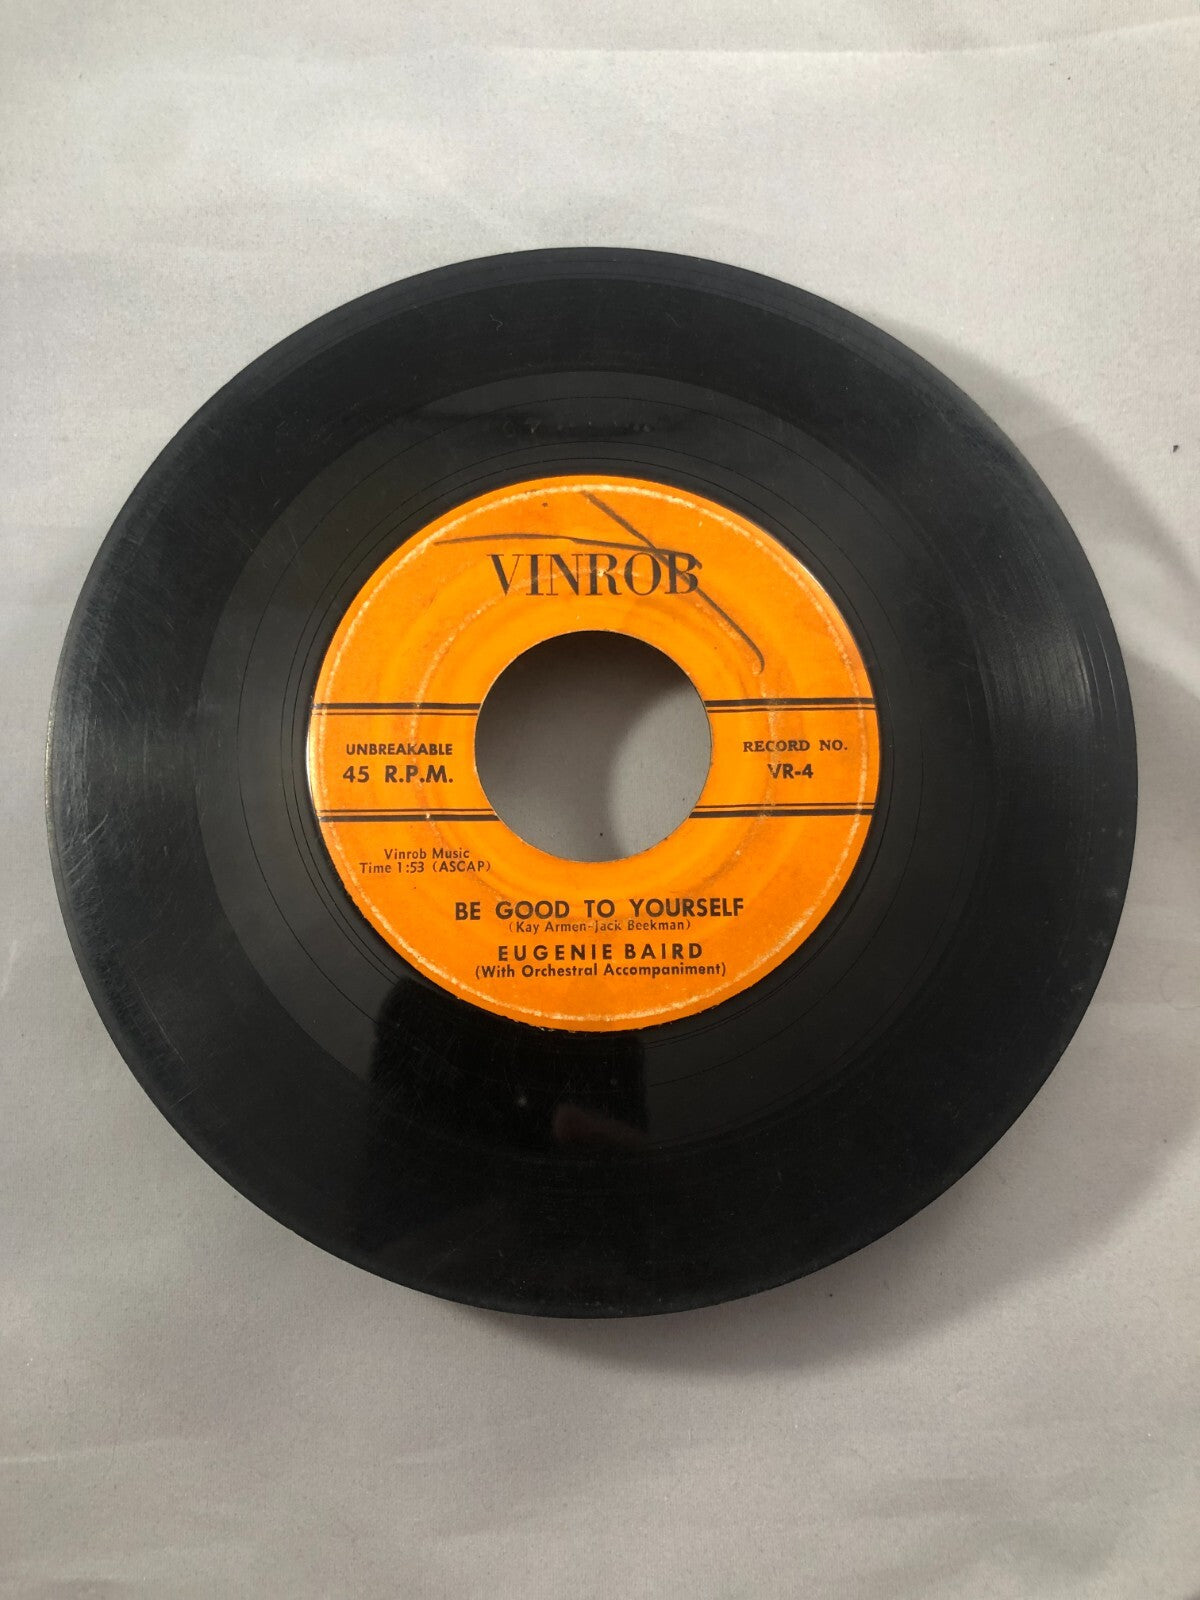 VINROB
UNBREAKABLE
45 R.P.M.
RECORD NO.
VR-4
Vinrob Music
Time 1:53 (ASCAP)
BE GOOD TO YOURSELF
(Kay Armen-Jack Beekman)
EUGENIE BAIRD
(With Orchestral Accompaniment)